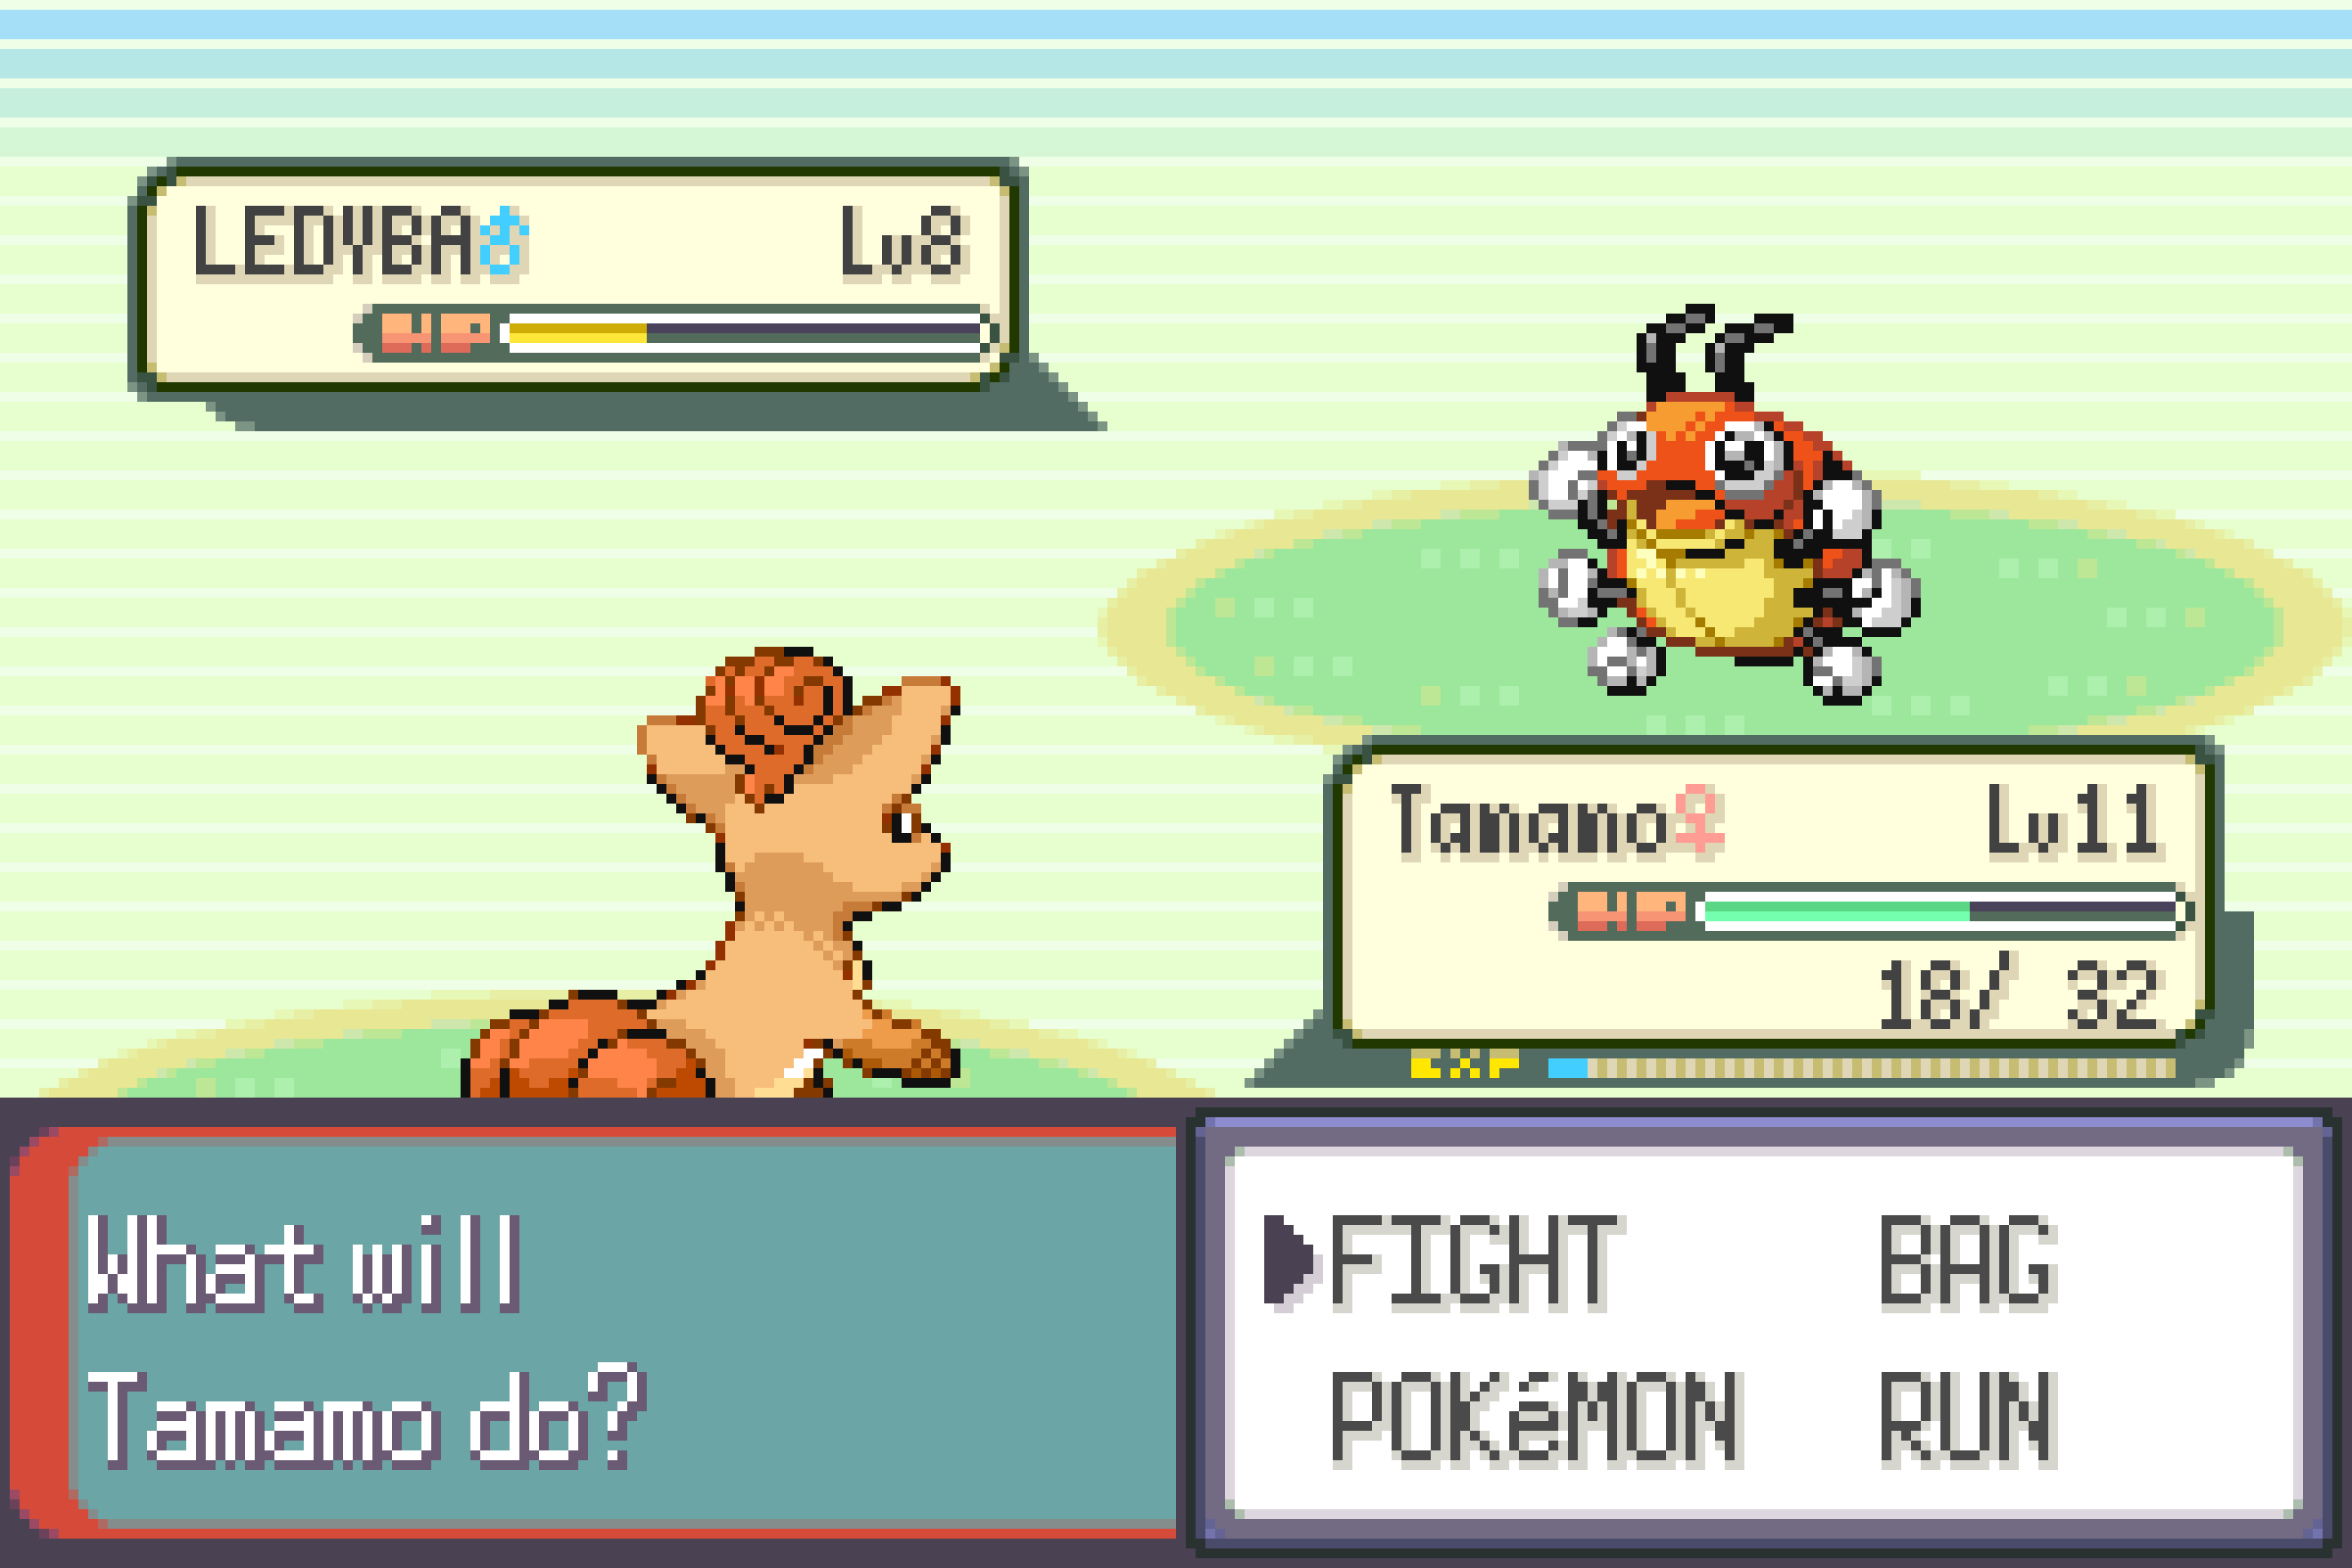 LEDYBA♂ Lv8
HP
Tamamo♀ Lv11
HP
18/ 32
EXP
What will
Tamamo do?
FIGHT BAG
POKéMON RUN